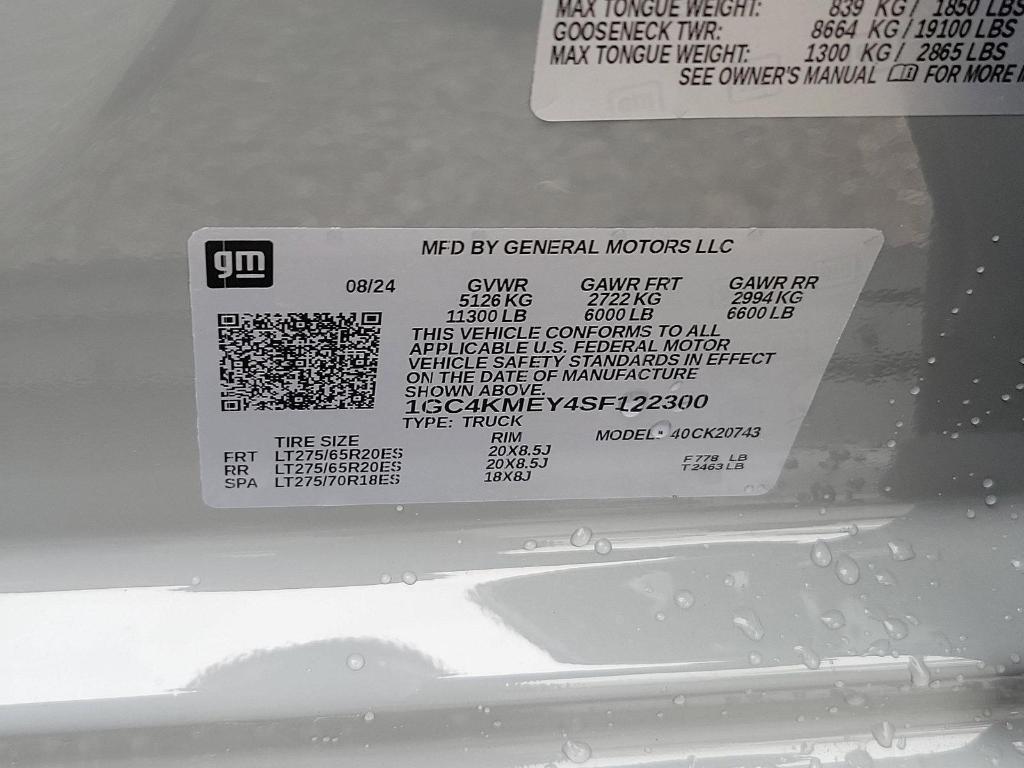 MAX TONGUE WEIGHT: 839 KG/ 1850 LBS
GOOSENECK TWR: 8664 KG/19100 LBS
MAX TONGUE WEIGHT: 1300 KG/ 2865 LBS
SEE OWNER'S MANUAL FOR MORE
gm
MFD BY GENERAL MOTORS LLC
08/24 GVWR GAWR FRT GAWR RR
5126 KG 2722 KG 2994 KG
11300 LB 6000 LB 6600 LB
THIS VEHICLE CONFORMS TO ALL
APPLICABLE U.S. FEDERAL MOTOR
VEHICLE SAFETY STANDARDS IN EFFECT
ON THE DATE OF MANUFACTURE
SHOWN ABOVE.
1GC4KMEY4SF122300
TYPE: TRUCK
MODEL: 40CK20743
TIRE SIZE RIM
FRT LT275/65R20ES 20X8.5J
RR LT275/65R20ES 20X8.5J
SPA LT275/70R18ES 18X8J
F 778 LB
T 2463 LB